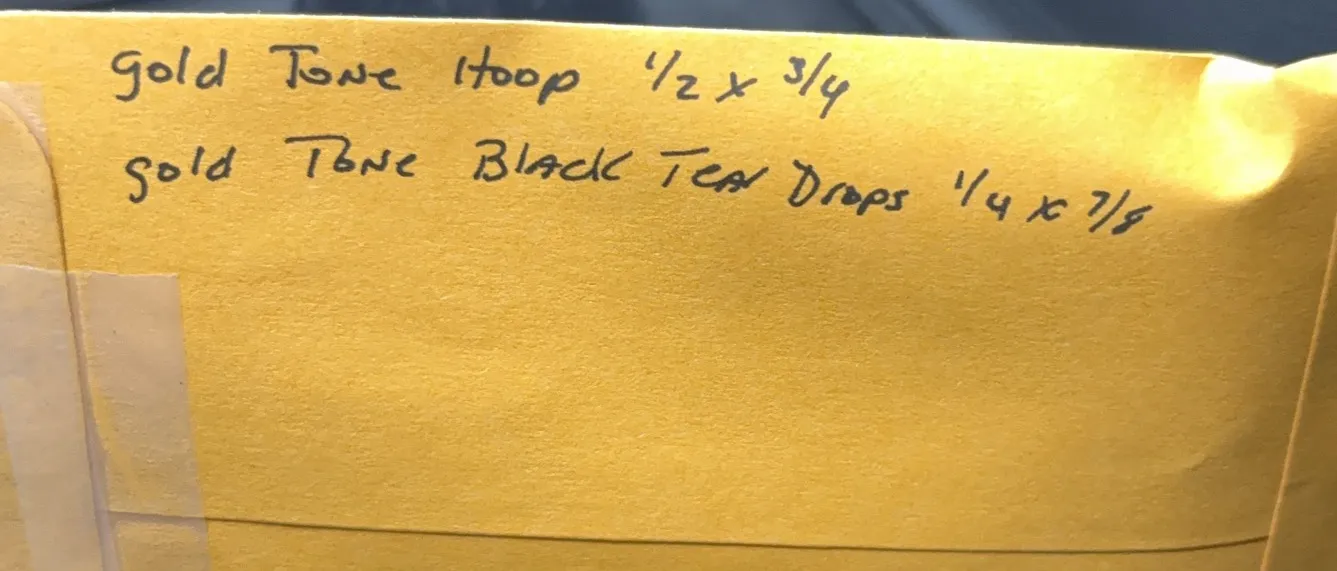 gold Tone Hoop 1/2 x 3/4
gold Tone Black Tear Drops 1/4 x 7/8